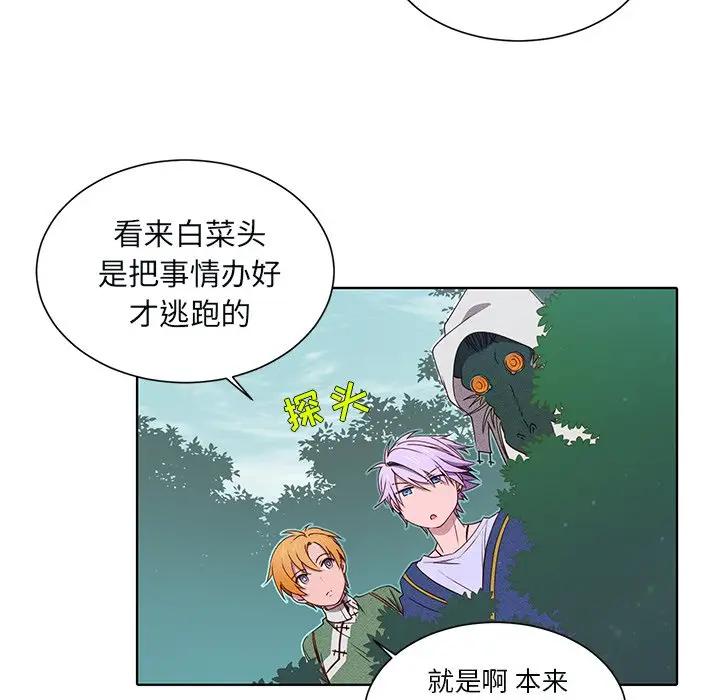 看来白菜头
是把事情办好
才逃跑的
探头
就是啊 本来